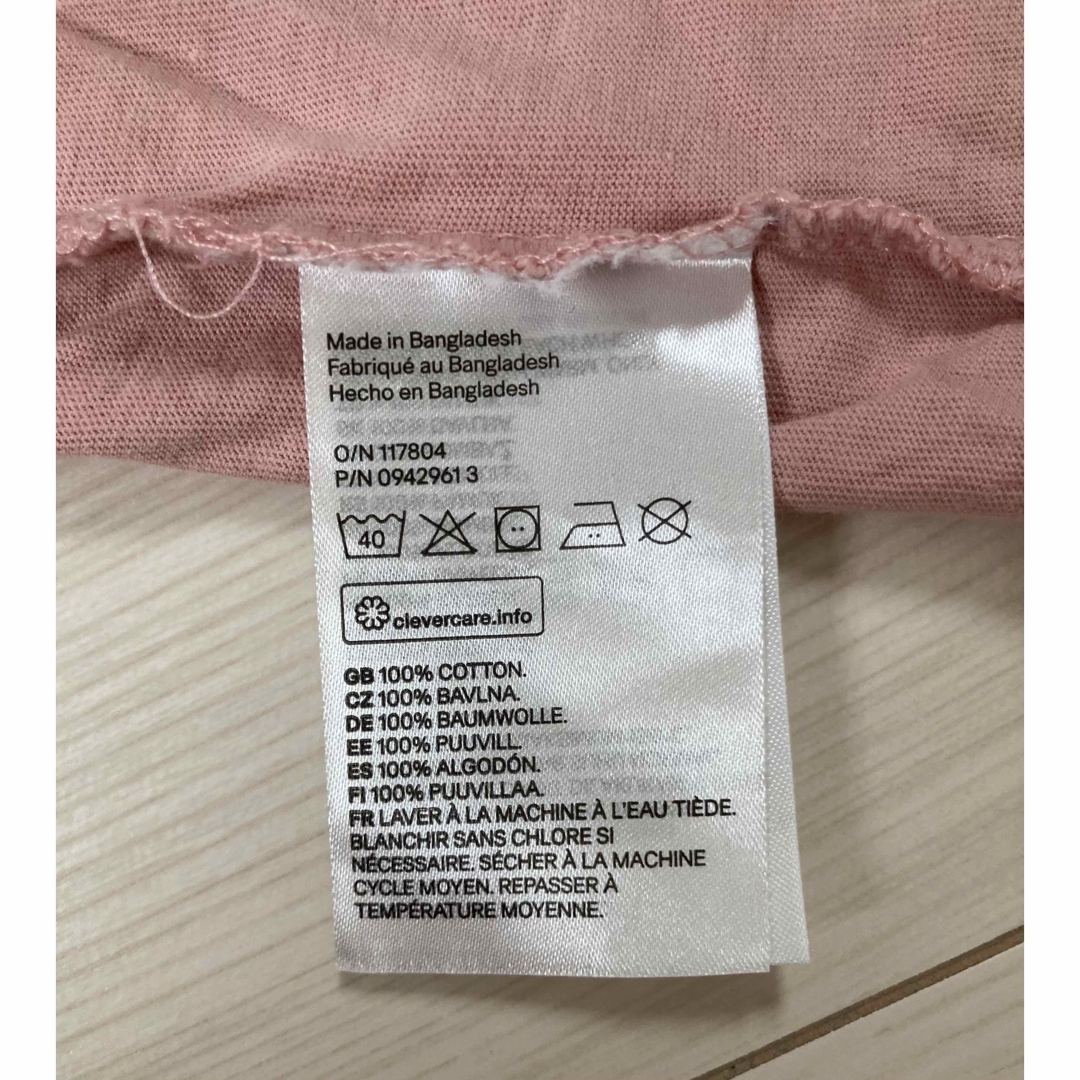 Made in Bangladesh
Fabriqué au Bangladesh
Hecho en Bangladesh
O/N 117804
P/N 0942961 3
40
clevercare.info
GB 100% COTTON.
CZ 100% BAVLNA.
DE 100% BAUMWOLLE.
EE 100% PUUVILL.
ES 100% ALGODÓN.
FI 100% PUUVILLAA.
FR LAVER À LA MACHINE À L'EAU TIÈDE.
BLANCHIR SANS CHLORE SI
NÉCESSAIRE. SÉCHER À LA MACHINE
CYCLE MOYEN. REPASSER À
TEMPÉRATURE MOYENNE.